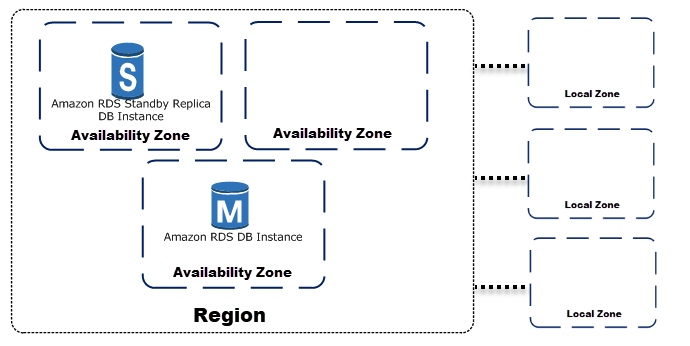 S
Amazon RDS Standby Replica
DB Instance
Availability Zone
Availability Zone
M
Amazon RDS DB Instance
Availability Zone
Region
Local Zone
Local Zone
Local Zone